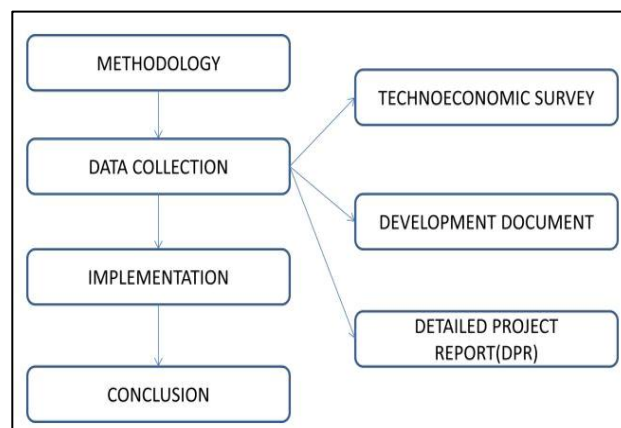 METHODOLOGY
DATA COLLECTION
IMPLEMENTATION
CONCLUSION
TECHNOECONOMIC SURVEY
DEVELOPMENT DOCUMENT
DETAILED PROJECT
REPORT(DPR)